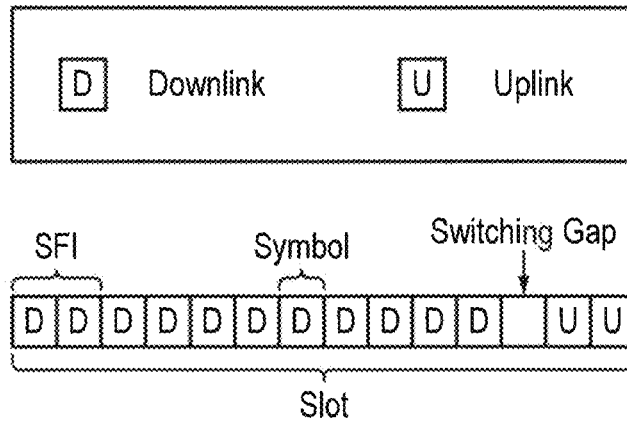 D Downlink U Uplink
SFI Symbol Switching Gap
D D D D D D D D D D D U U
Slot